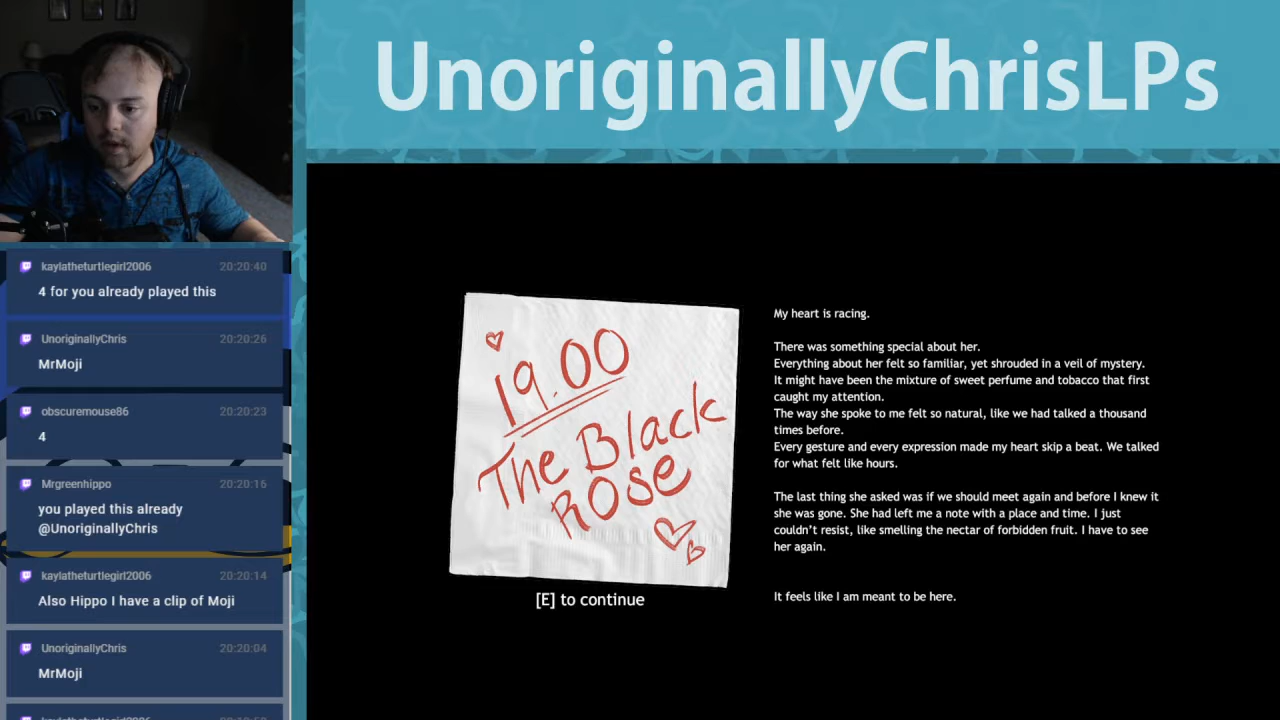 UnoriginallyChrisLPs
kaylatheturtlegirl2006 20:20:40
4 for you already played this
UnoriginallyChris 20:20:26
MrMoji
obscuremouse86 20:20:23
4
Mrgreenhippo 20:20:16
you played this already
@UnoriginallyChris
kaylatheturtlegirl2006 20:20:14
Also Hippo I have a clip of Moji
UnoriginallyChris 20:20:04
MrMoji
19.00
The Black
Rose
[E] to continue
My heart is racing.
There was something special about her.
Everything about her felt so familiar, yet shrouded in a veil of mystery.
It might have been the mixture of sweet perfume and tobacco that first
caught my attention.
The way she spoke to me felt so natural, like we had talked a thousand
times before.
Every gesture and every expression made my heart skip a beat. We talked
for what felt like hours.
The last thing she asked was if we should meet again and before I knew it
she was gone. She had left me a note with a place and time. I just
couldn't resist, like smelling the nectar of forbidden fruit. I have to see
her again.
It feels like I am meant to be here.